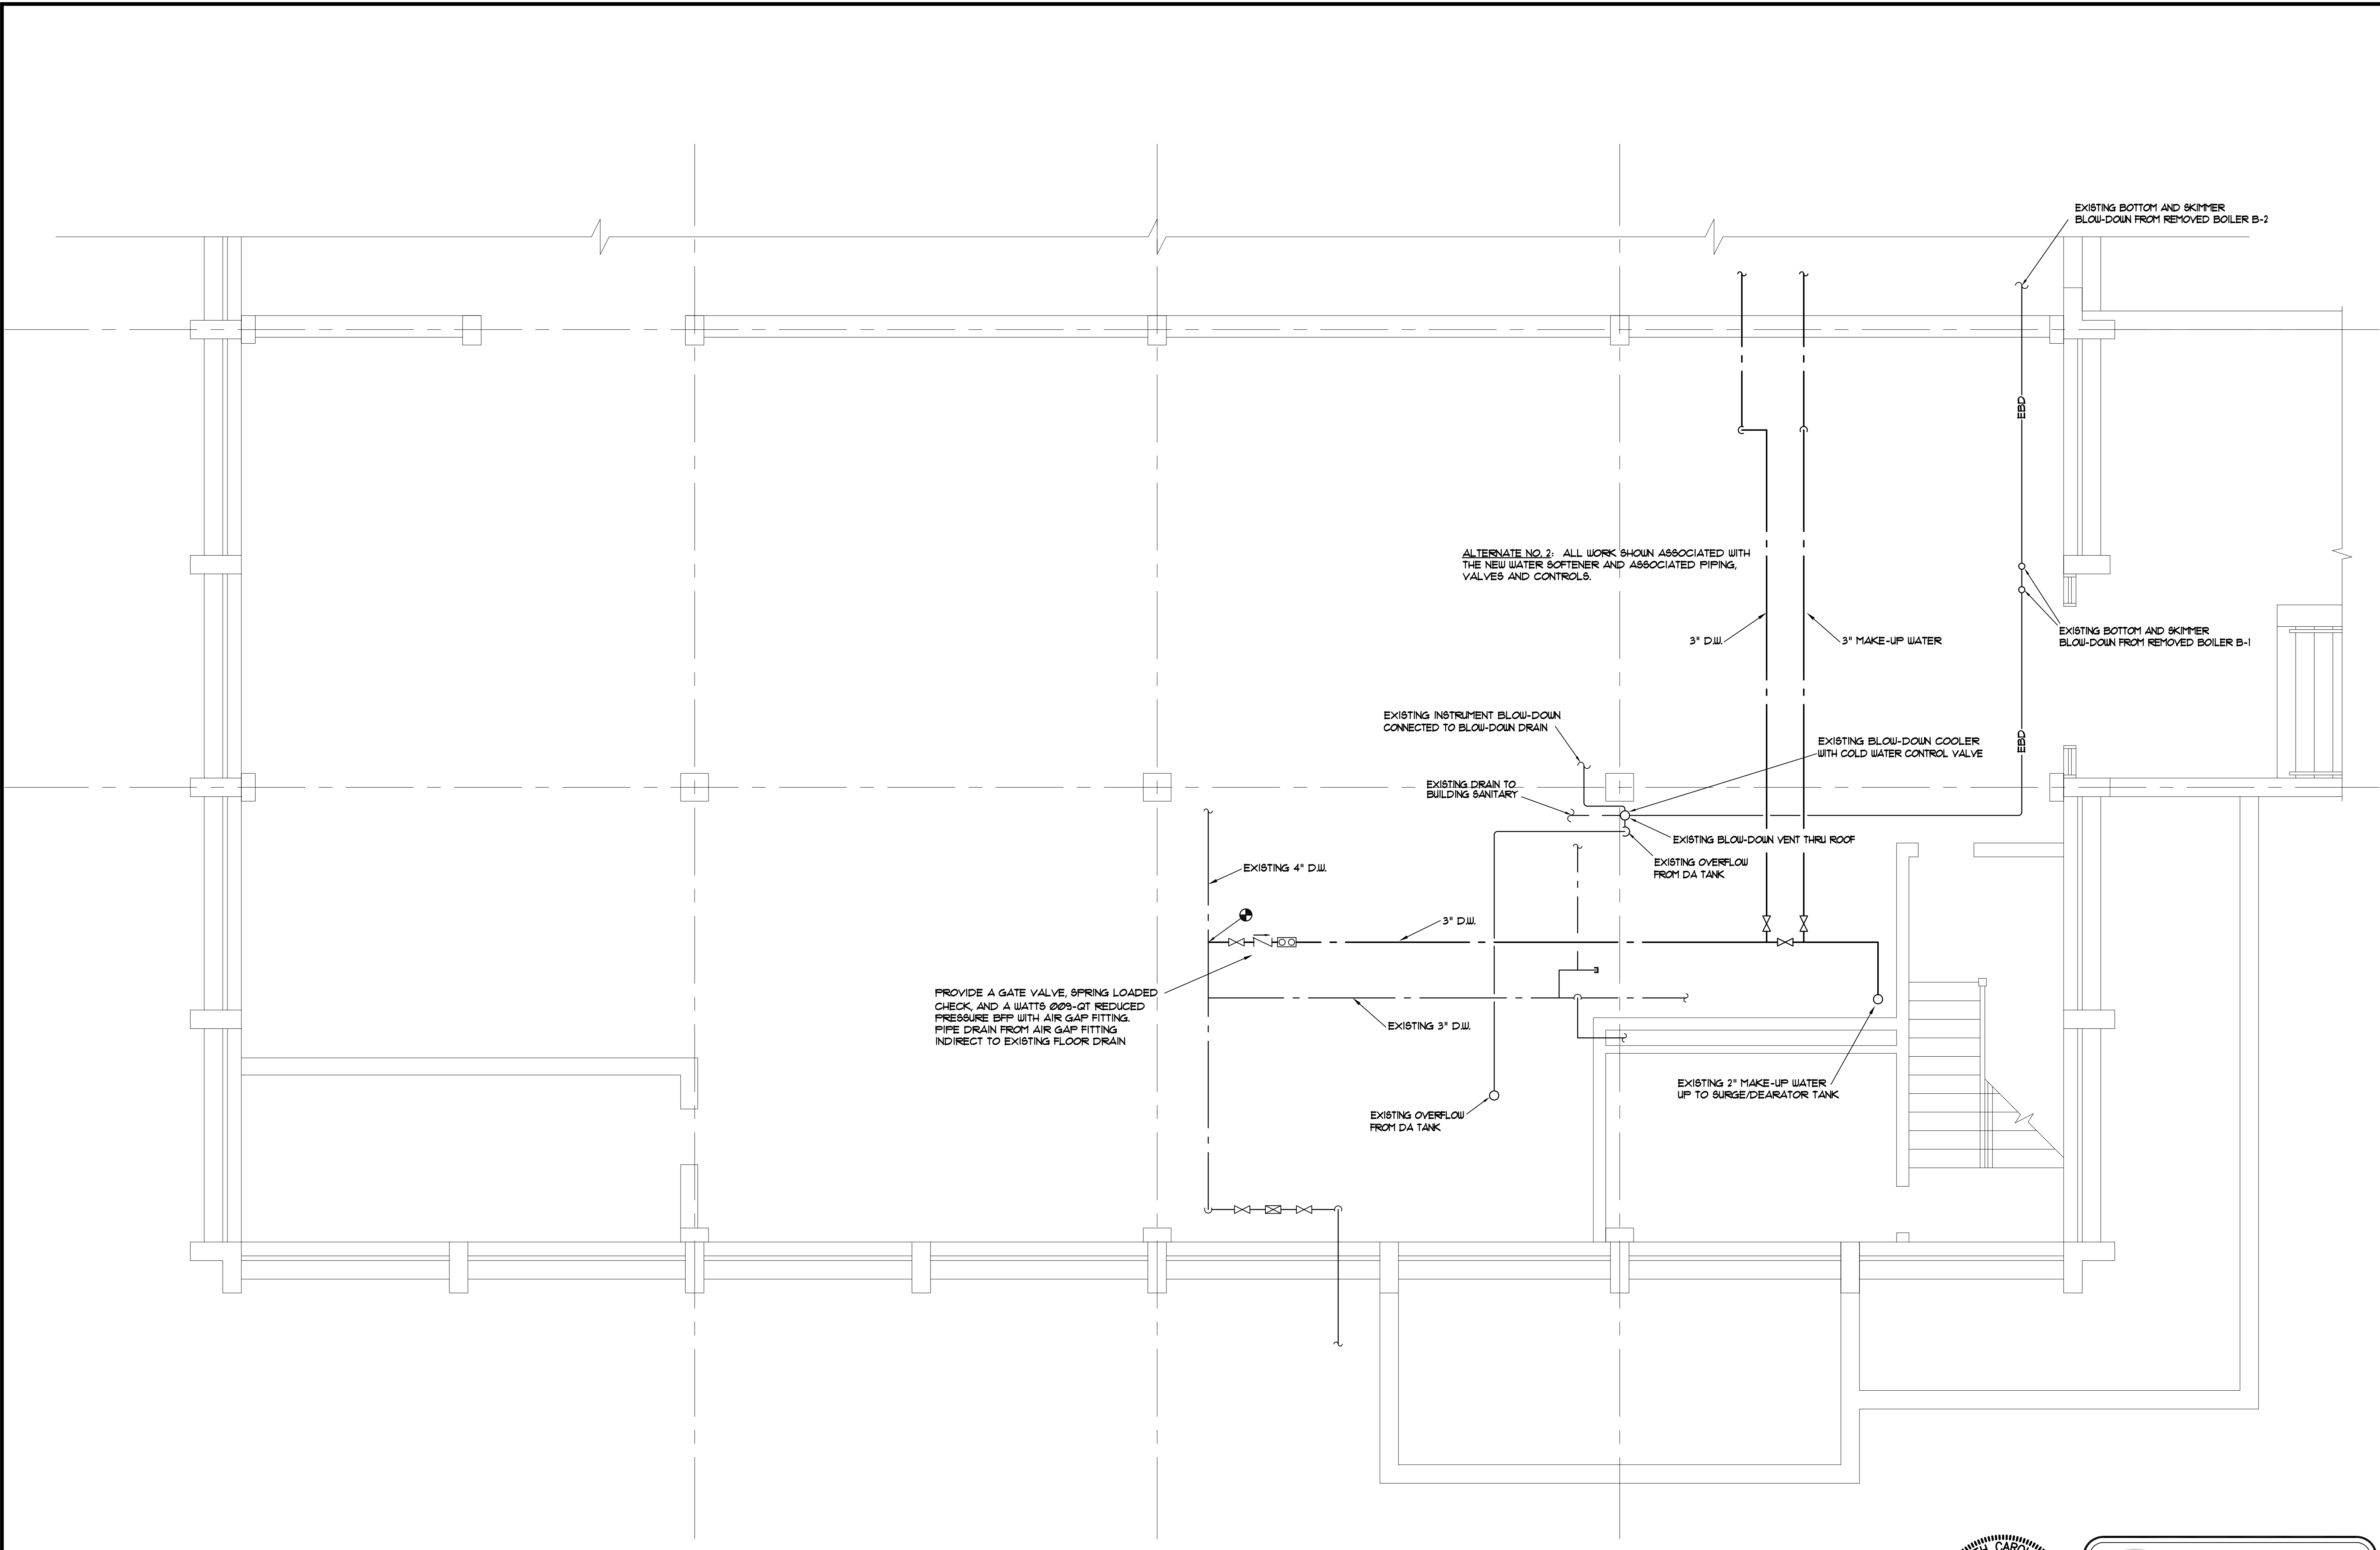 EXISTING BOTTOM AND SKIMMER
BLOW-DOWN FROM REMOVED BOILER B-2
EBD
ALTERNATE NO. 2: ALL WORK SHOWN ASSOCIATED WITH
THE NEW WATER SOFTENER AND ASSOCIATED PIPING,
VALVES AND CONTROLS.
3" D.W.
3" MAKE-UP WATER
EXISTING BOTTOM AND SKIMMER
BLOW-DOWN FROM REMOVED BOILER B-1
EXISTING INSTRUMENT BLOW-DOWN
CONNECTED TO BLOW-DOWN DRAIN
EXISTING BLOW-DOWN COOLER
WITH COLD WATER CONTROL VALVE
EBD
EXISTING DRAIN TO
BUILDING SANITARY
EXISTING BLOW-DOWN VENT THRU ROOF
EXISTING OVERFLOW
FROM DA TANK
EXISTING 4" D.W.
3" D.W.
PROVIDE A GATE VALVE, SPRING LOADED
CHECK, AND A WATTS 009-QT REDUCED
PRESSURE BFP WITH AIR GAP FITTING.
PIPE DRAIN FROM AIR GAP FITTING
INDIRECT TO EXISTING FLOOR DRAIN
EXISTING 3" D.W.
EXISTING 2" MAKE-UP WATER
UP TO SURGE/DEARATOR TANK
EXISTING OVERFLOW
FROM DA TANK